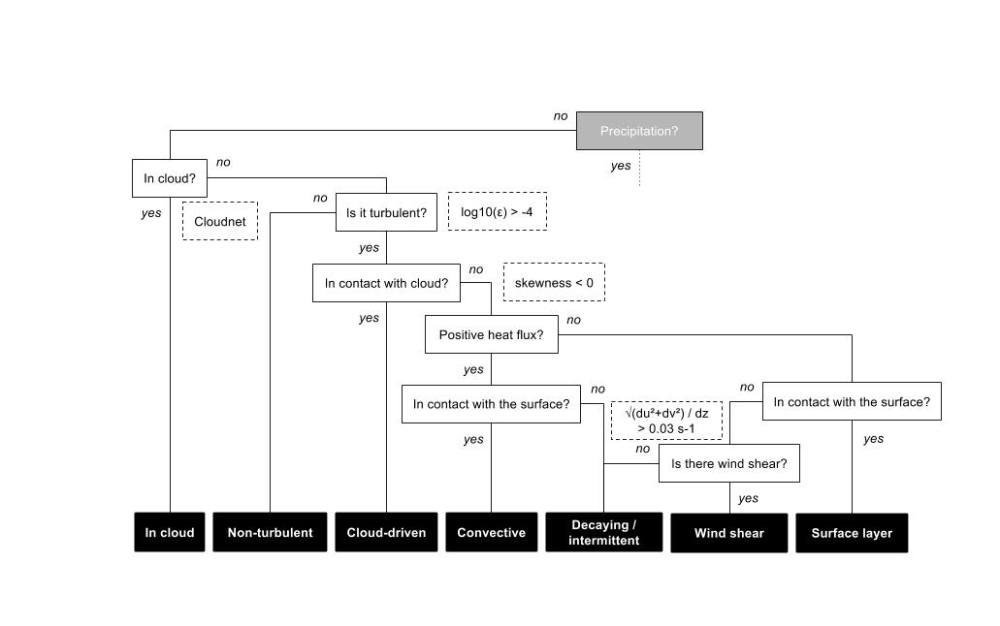 no
Precipitation?
no
yes
In cloud?
no
yes
Cloudnet
Is it turbulent?
log10(ε) > -4
yes
no
In contact with cloud?
skewness < 0
yes
no
Positive heat flux?
yes
no
no
In contact with the surface?
√(du²+dv²) / dz
> 0.03 s-1
In contact with the surface?
yes
no
yes
Is there wind shear?
yes
In cloud
Non-turbulent
Cloud-driven
Convective
Decaying /
intermittent
Wind shear
Surface layer